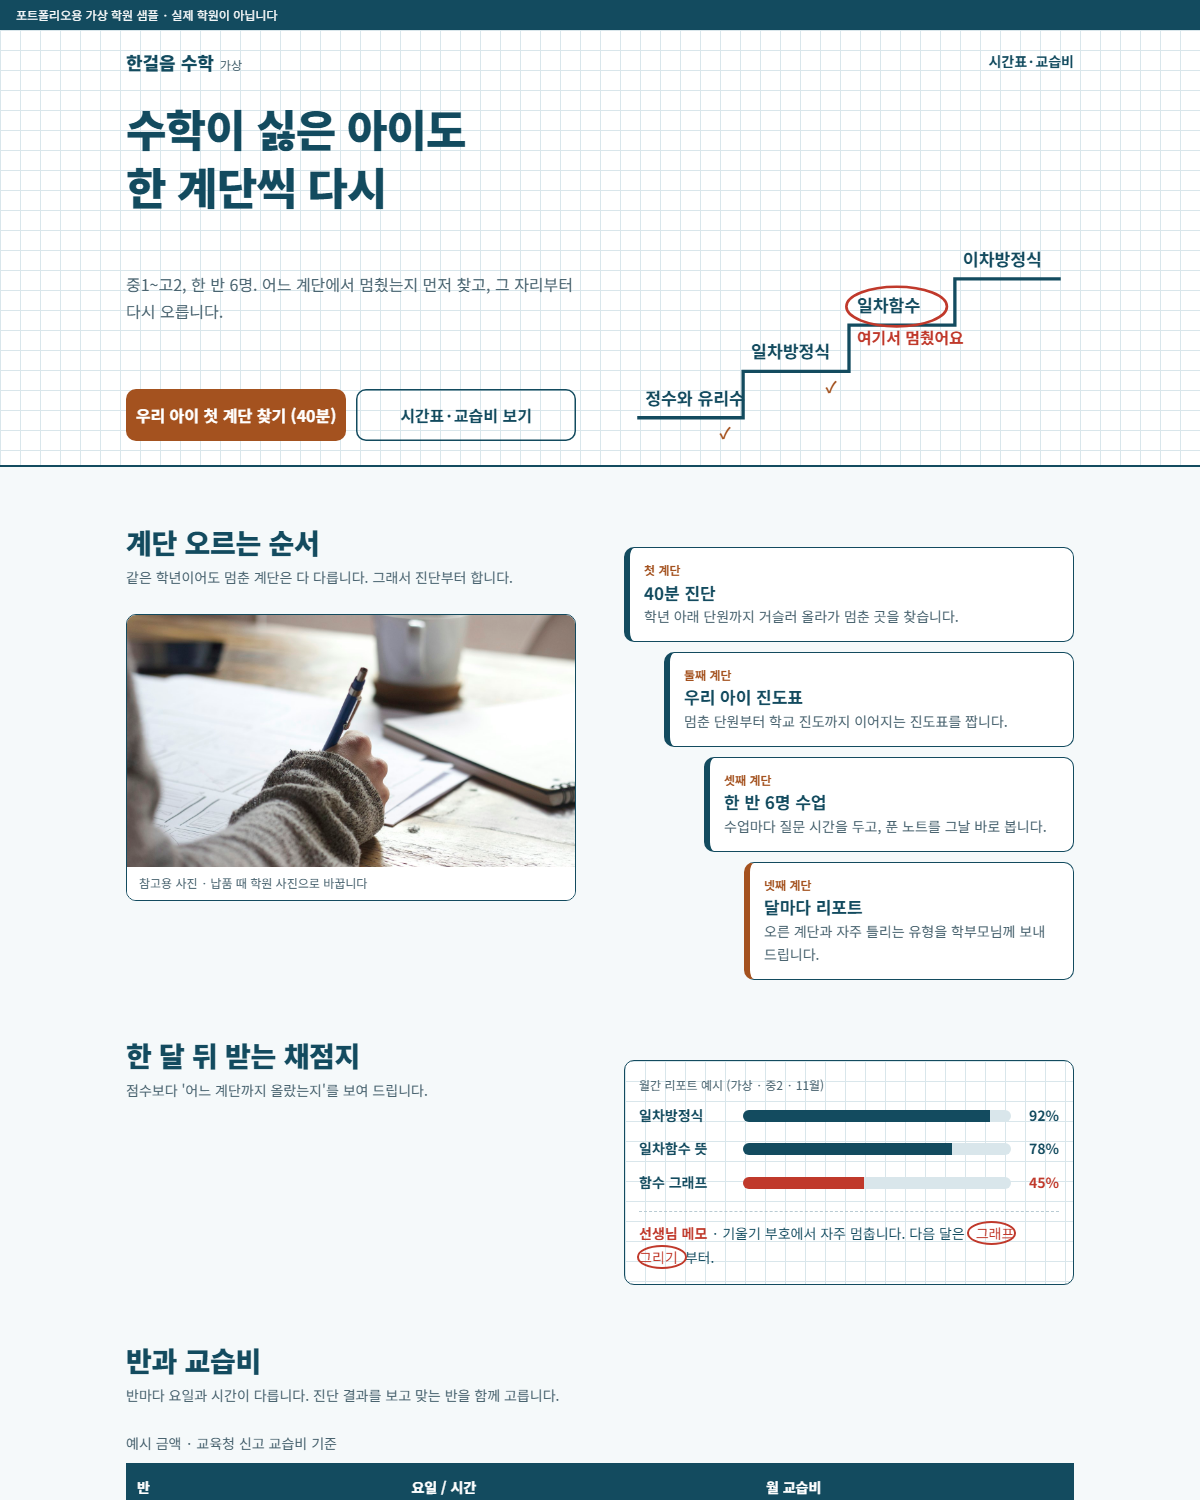 포트폴리오용 가상 학원 샘플 · 실제 학원이 아닙니다
한걸음 수학 가상
시간표·교습비
수학이 싫은 아이도
한 계단씩 다시
중1~고2, 한 반 6명. 어느 계단에서 멈췄는지 먼저 찾고, 그 자리부터
다시 오릅니다.
우리 아이 첫 계단 찾기 (40분)
시간표·교습비 보기
이차방정식
일차함수
여기서 멈췄어요
일차방정식
✓
정수와 유리수
✓
계단 오르는 순서
같은 학년이어도 멈춘 계단은 다 다릅니다. 그래서 진단부터 합니다.
참고용 사진 · 납품 때 학원 사진으로 바꿉니다
첫 계단
40분 진단
학년 아래 단원까지 거슬러 올라가 멈춘 곳을 찾습니다.
둘째 계단
우리 아이 진도표
멈춘 단원부터 학교 진도까지 이어지는 진도표를 짭니다.
셋째 계단
한 반 6명 수업
수업마다 질문 시간을 두고, 푼 노트를 그날 바로 봅니다.
넷째 계단
달마다 리포트
오른 계단과 자주 틀리는 유형을 학부모님께 보내
드립니다.
한 달 뒤 받는 채점지
점수보다 '어느 계단까지 올랐는지'를 보여 드립니다.
월간 리포트 예시 (가상 · 중2 · 11월)
일차방정식 92%
일차함수 뜻 78%
함수 그래프 45%
선생님 메모 · 기울기 부호에서 자주 멈춥니다. 다음 달은 그래프
그리기 부터.
반과 교습비
반마다 요일과 시간이 다릅니다. 진단 결과를 보고 맞는 반을 함께 고릅니다.
예시 금액 · 교육청 신고 교습비 기준
반 요일 / 시간 월 교습비